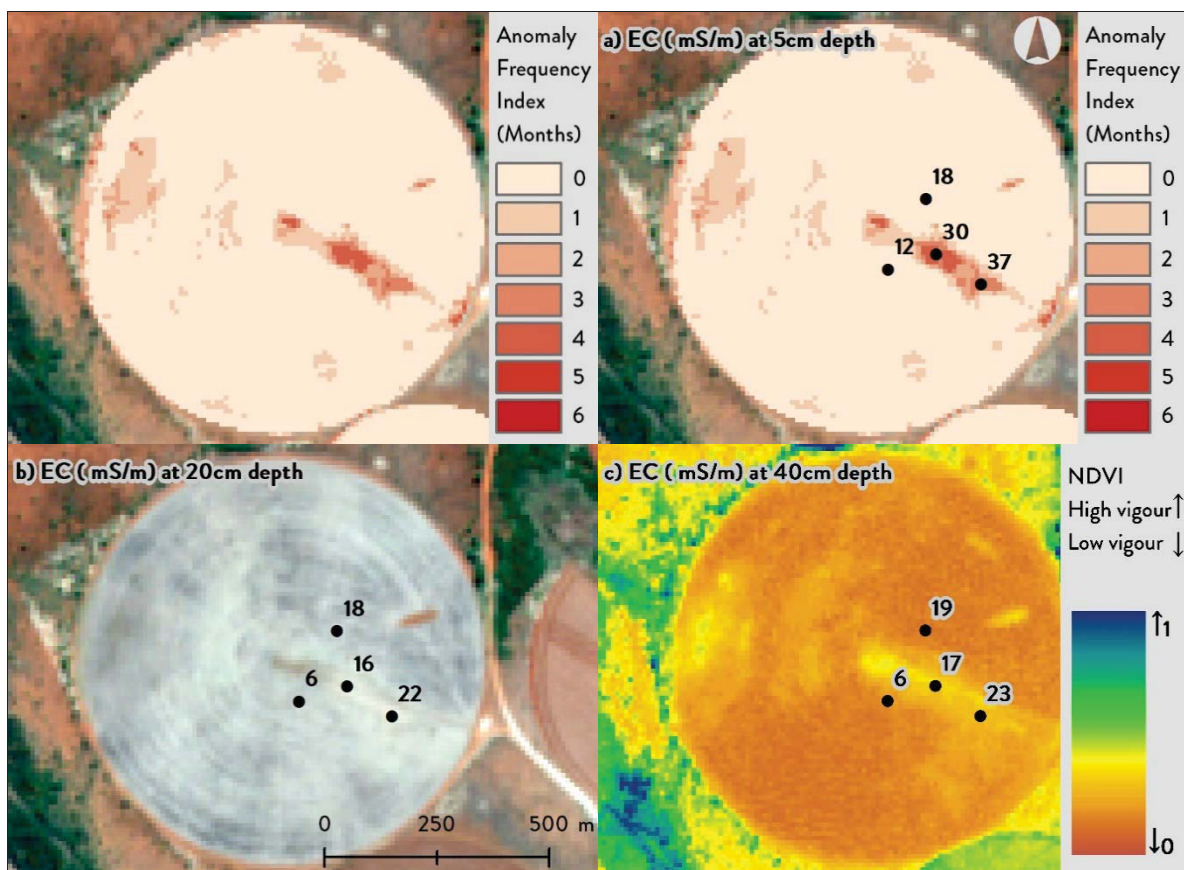 Anomaly
Frequency
Index
(Months)
0
1
2
3
4
5
6
a) EC ( mS/m) at 5cm depth
18
30
12
37
Anomaly
Frequency
Index
(Months)
0
1
2
3
4
5
6
b) EC ( mS/m) at 20cm depth
18
16
6
22
0 250 500 m
c) EC ( mS/m) at 40cm depth
19
17
6
23
NDVI
High vigour↑
Low vigour ↓
↑1
↓0